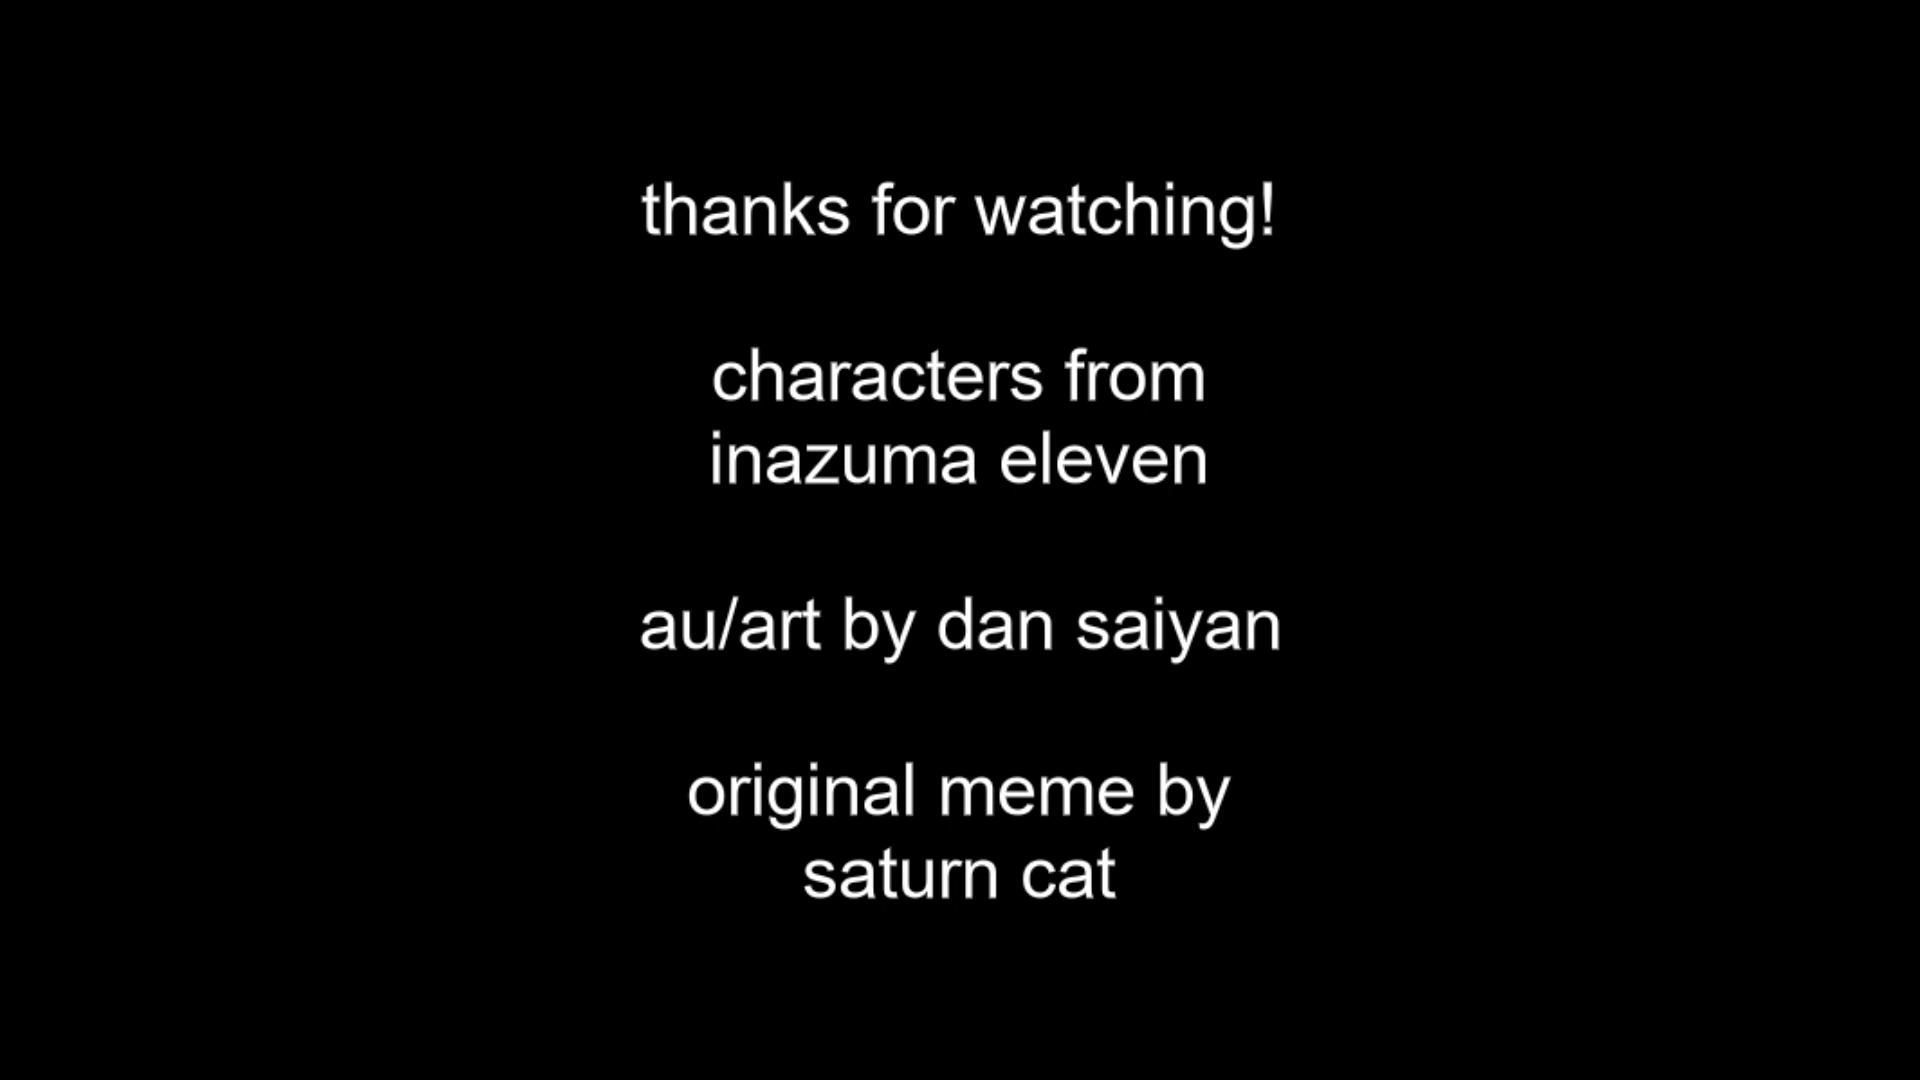 thanks for watching!
characters from
inazuma eleven
au/art by dan saiyan
original meme by
saturn cat